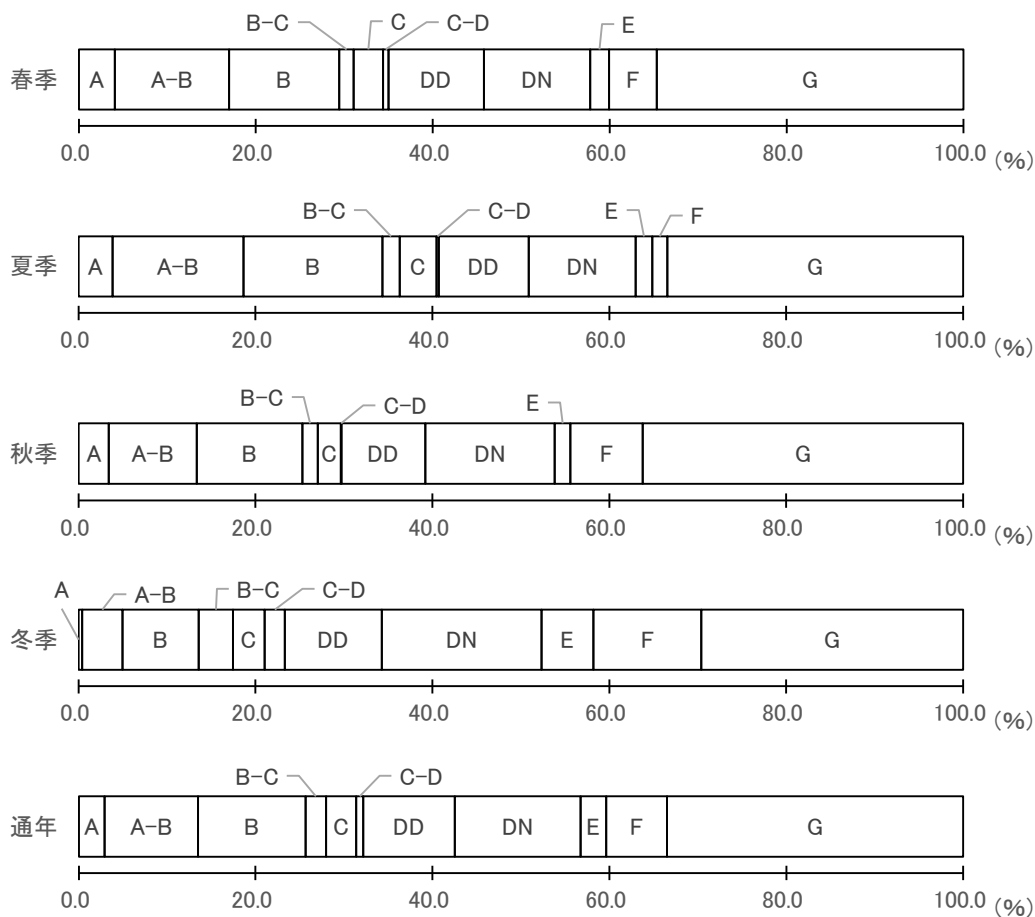 B-C C C-D E
春季 A A-B B DD DN F G
0.0 20.0 40.0 60.0 80.0 100.0 (%)
B-C C-D E F
夏季 A A-B B C DD DN G
0.0 20.0 40.0 60.0 80.0 100.0 (%)
B-C C-D E
秋季 A A-B B C DD DN F G
0.0 20.0 40.0 60.0 80.0 100.0 (%)
A A-B B-C C-D
冬季 B C DD DN E F G
0.0 20.0 40.0 60.0 80.0 100.0 (%)
B-C C-D
通年 A A-B B C DD DN E F G
0.0 20.0 40.0 60.0 80.0 100.0 (%)